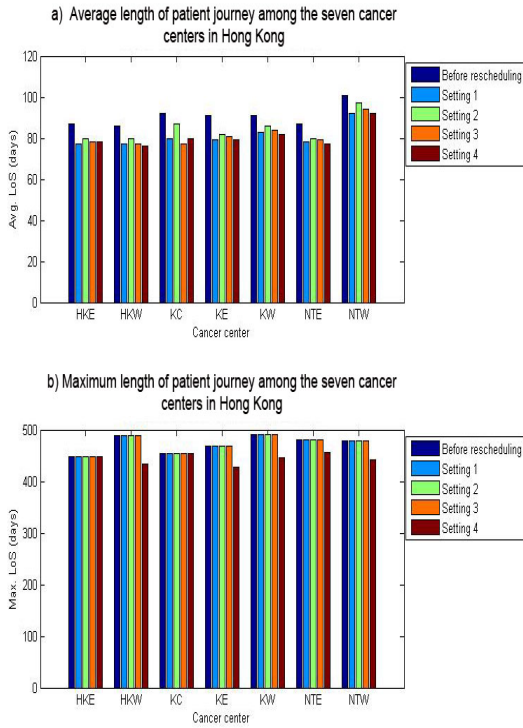 a) Average length of patient journey among the seven cancer
centers in Hong Kong
120
100
80
60
40
20
0
Avg. LoS (days)
HKE HKW KC KE KW NTE NTW
Cancer center
Before rescheduling
Setting 1
Setting 2
Setting 3
Setting 4
b) Maximum length of patient journey among the seven cancer
centers in Hong Kong
500
400
300
200
100
0
Max. LoS (days)
HKE HKW KC KE KW NTE NTW
Cancer center
Before rescheduling
Setting 1
Setting 2
Setting 3
Setting 4